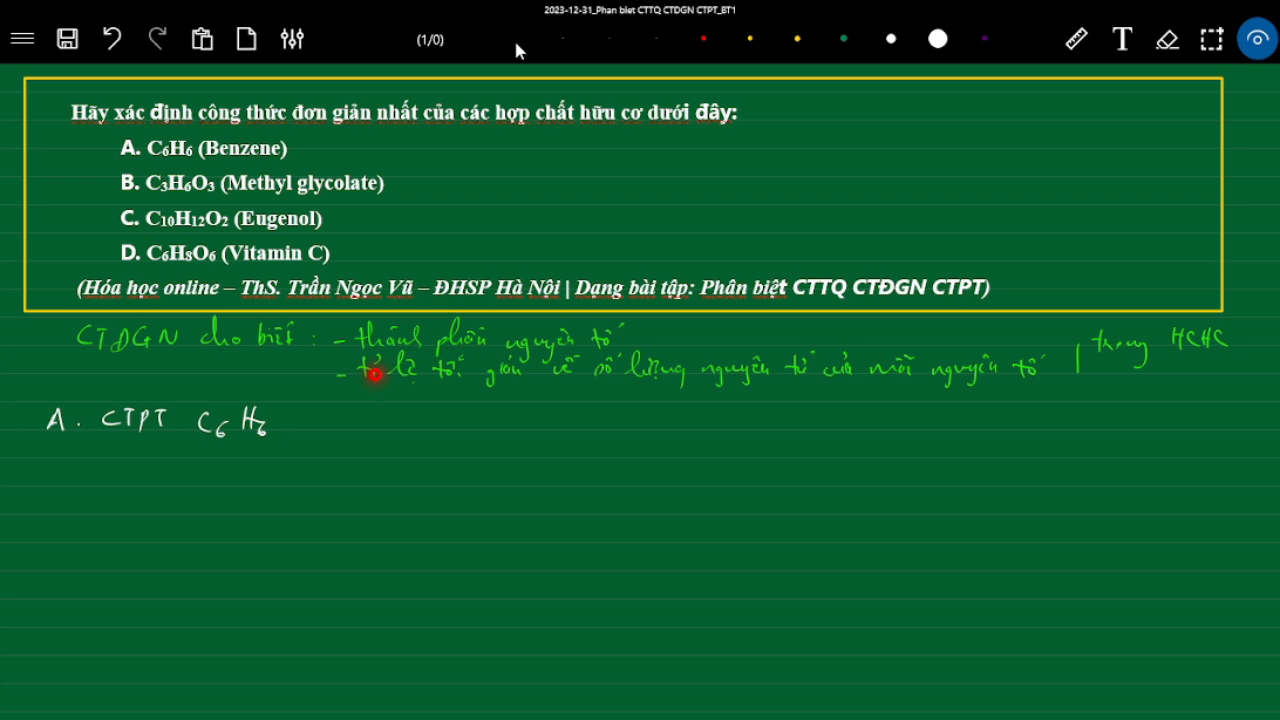 2023-12-31_Phan biet CTTQ CTDGN CTPT_BT1
(1/0)
T
Hãy xác định công thức đơn giản nhất của các hợp chất hữu cơ dưới đây:
A. C₆H₆ (Benzene)
B. C₃H₆O₃ (Methyl glycolate)
C. C₁₀H₁₂O₂ (Eugenol)
D. C₆H₈O₆ (Vitamin C)
(Hóa học online – ThS. Trần Ngọc Vũ – ĐHSP Hà Nội | Dạng bài tập: Phân biệt CTTQ CTĐGN CTPT)
CTĐGN cho biết : - thành phần nguyên tố
- tỉ lệ tối giản về số lượng nguyên tử của mỗi nguyên tố | trong HCHC
A. CTPT C₆H₆